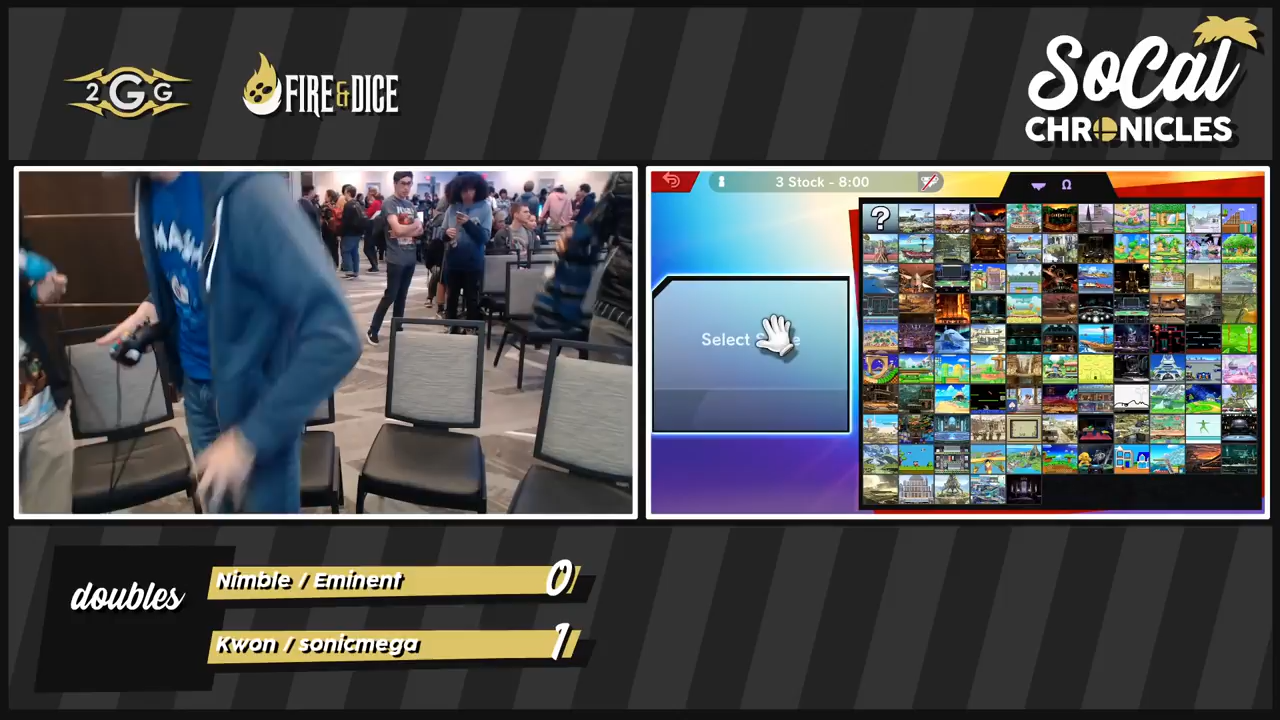 2GG
FIRE&DICE
SoCal
CHRONICLES
3 Stock - 8:00
Ω
?
Select
doubles
Nimble / Eminent 0
Kwon / sonicmega 1